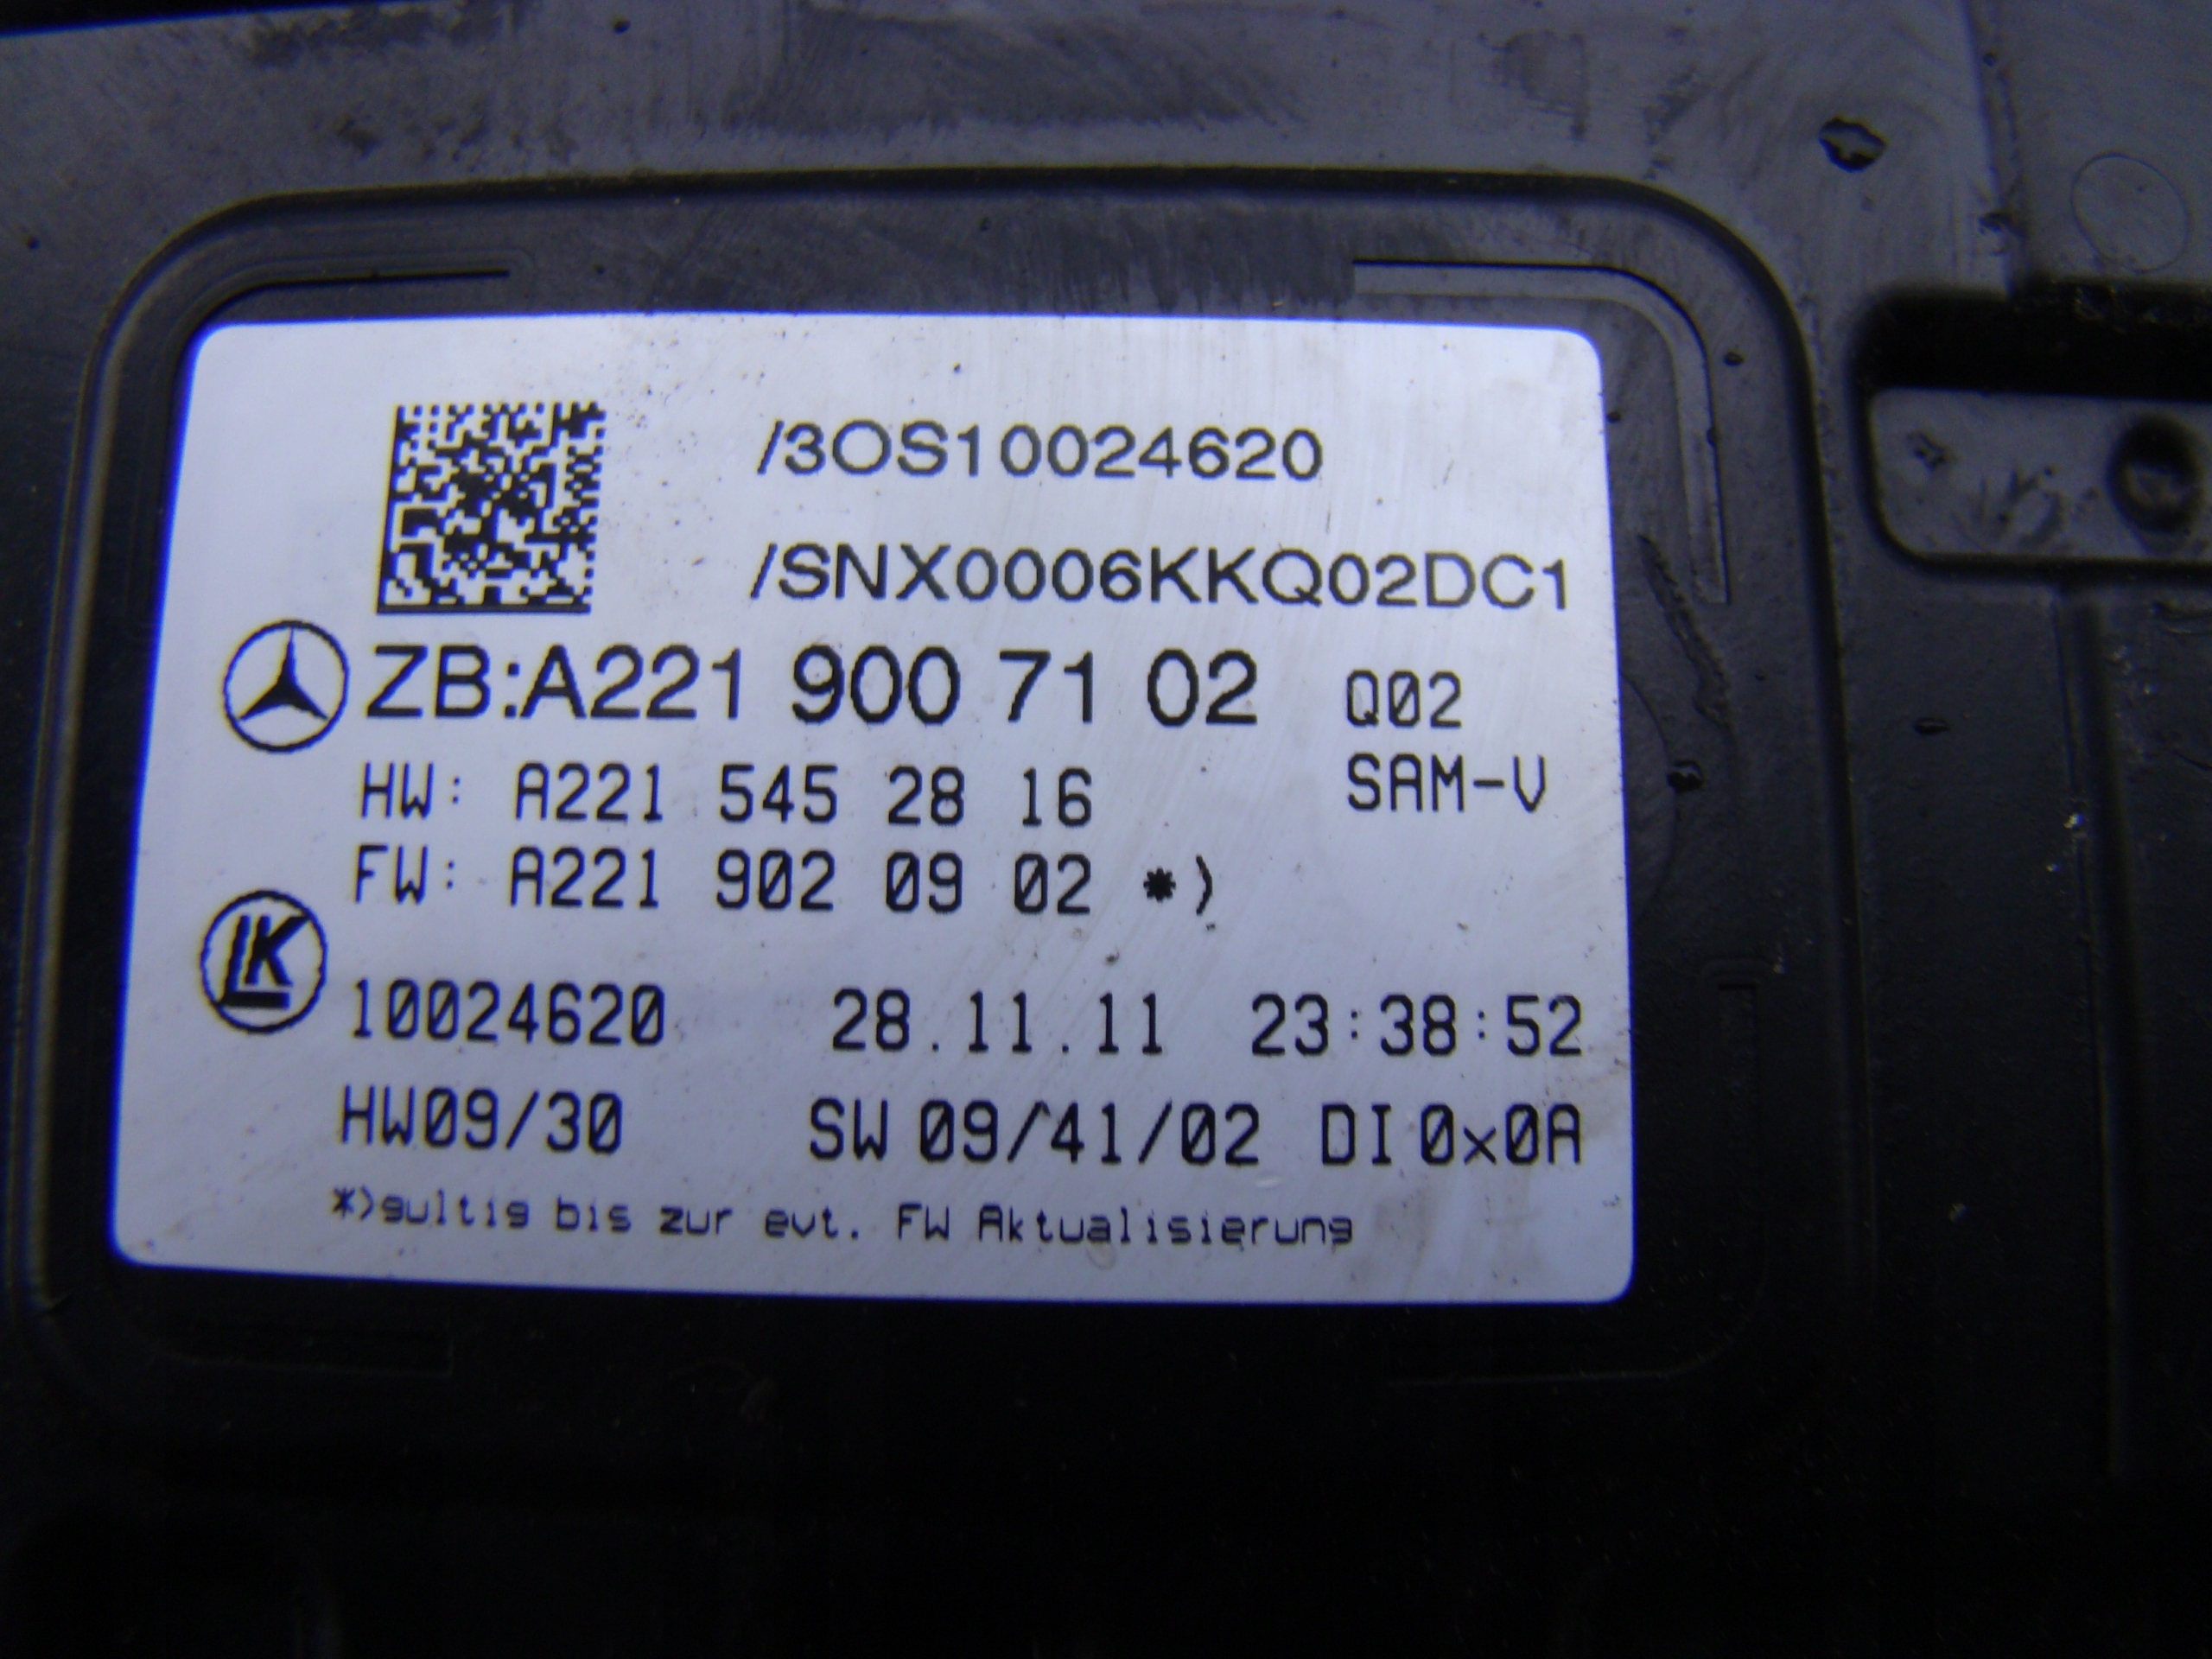 /3OS10024620
/SNX0006KKQ02DC1
ZB:A221 900 71 02 Q02
HW: A221 545 28 16 SAM-V
FW: A221 902 09 02 *)
LK
10024620 28.11.11 23:38:52
HW09/30 SW 09/41/02 DI 0x0A
*)gultig bis zur evt. FW Aktualisierung